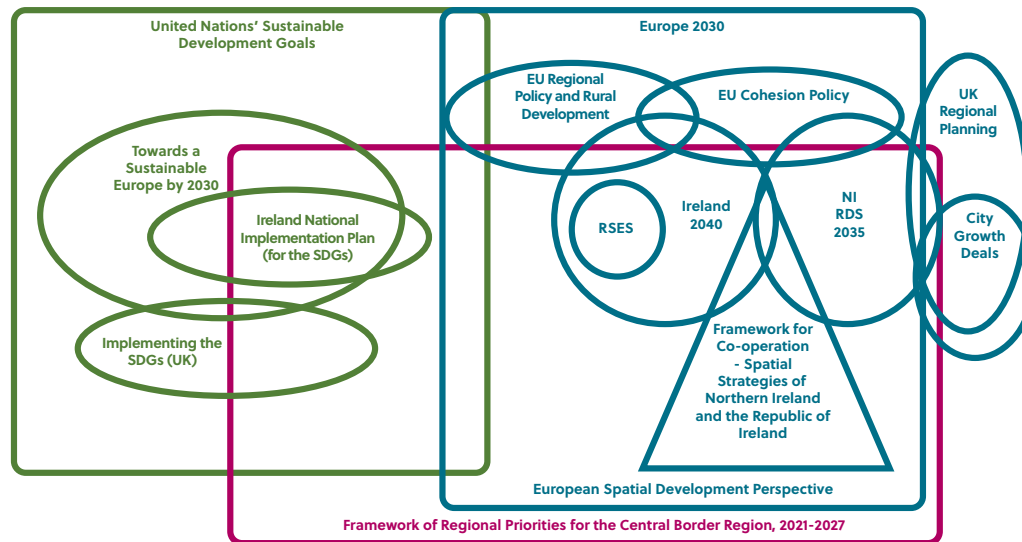 United Nations' Sustainable
Development Goals
Europe 2030
EU Regional
Policy and Rural
Development
EU Cohesion Policy
UK
Regional
Planning
Towards a
Sustainable
Europe by 2030
Ireland National
Implementation Plan
(for the SDGs)
RSES
Ireland
2040
NI
RDS
2035
City
Growth
Deals
Implementing the
SDGs (UK)
Framework for
Co-operation
- Spatial
Strategies of
Northern Ireland
and the Republic of
Ireland
European Spatial Development Perspective
Framework of Regional Priorities for the Central Border Region, 2021-2027